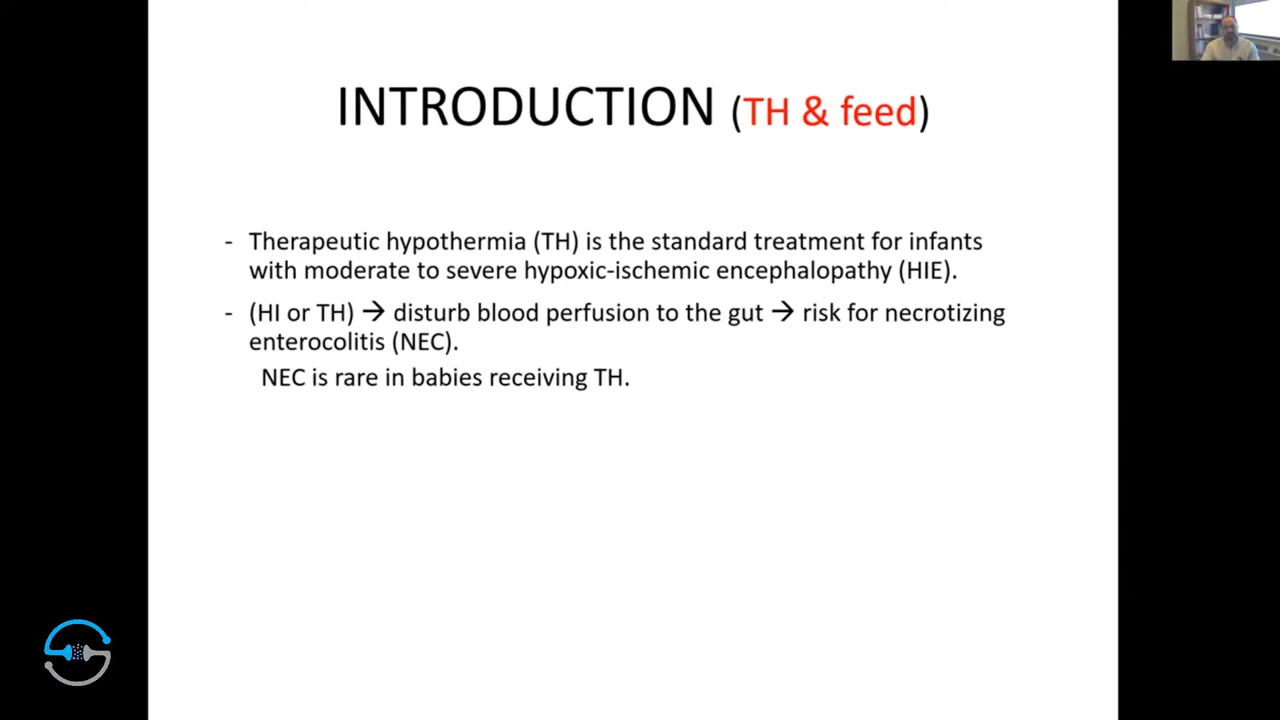 INTRODUCTION (TH & feed)
- Therapeutic hypothermia (TH) is the standard treatment for infants
with moderate to severe hypoxic-ischemic encephalopathy (HIE).
- (HI or TH) → disturb blood perfusion to the gut → risk for necrotizing
enterocolitis (NEC).
NEC is rare in babies receiving TH.